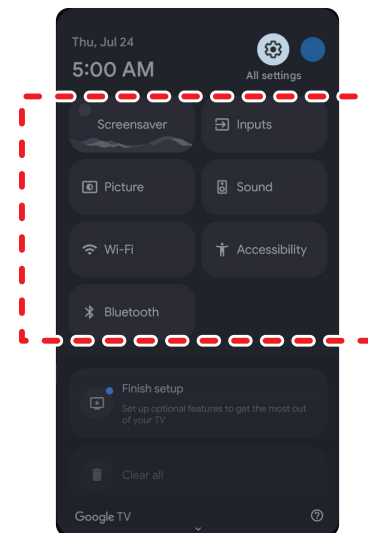 Thu, Jul 24
5:00 AM
All settings
Screensaver
Inputs
Picture
Sound
Wi-Fi
Accessibility
Bluetooth
Finish setup
Set up optional features to get the most out
of your TV
Clear all
Google TV